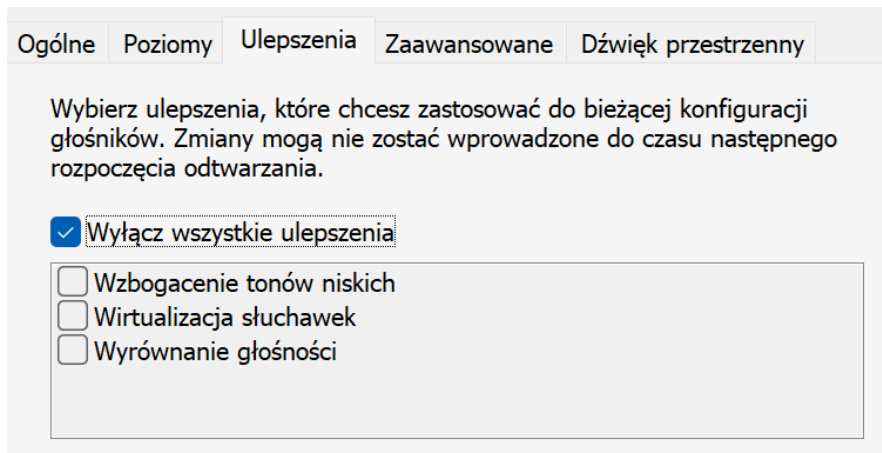 Ogólne Poziomy Ulepszenia Zaawansowane Dźwięk przestrzenny
Wybierz ulepszenia, które chcesz zastosować do bieżącej konfiguracji
głośników. Zmiany mogą nie zostać wprowadzone do czasu następnego
rozpoczęcia odtwarzania.
Wyłącz wszystkie ulepszenia
Wzbogacenie tonów niskich
Wirtualizacja słuchawek
Wyrównanie głośności